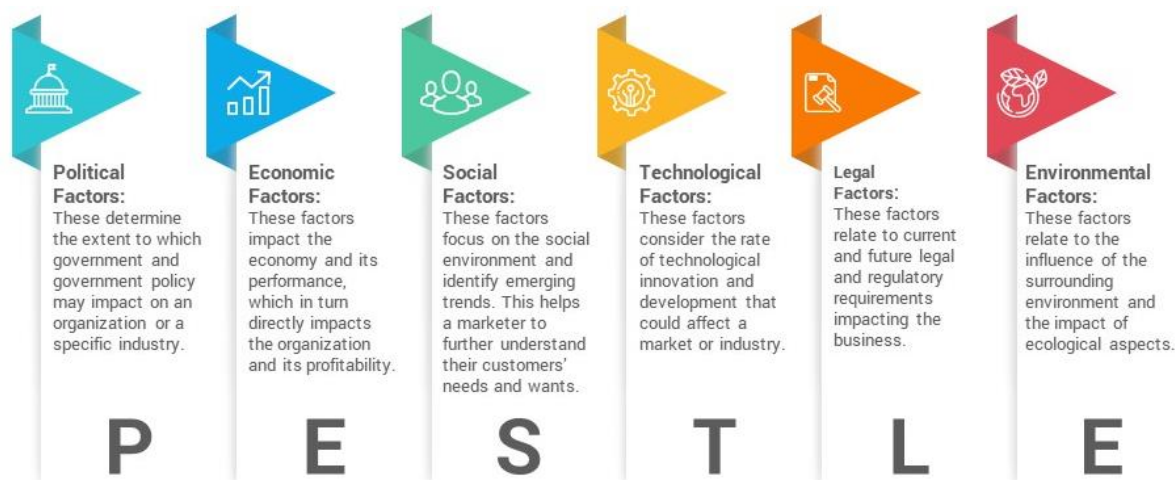 Political
Factors:
These determine
the extent to which
government and
government policy
may impact on an
organization or a
specific industry.
P
Economic
Factors:
These factors
impact the
economy and its
performance,
which in turn
directly impacts
the organization
and its profitability.
E
Social
Factors:
These factors
focus on the social
environment and
identify emerging
trends. This helps
a marketer to
further understand
their customers’
needs and wants.
S
Technological
Factors:
These factors
consider the rate
of technological
innovation and
development that
could affect a
market or industry.
T
Legal
Factors:
These factors
relate to current
and future legal
and regulatory
requirements
impacting the
business.
L
Environmental
Factors:
These factors
relate to the
influence of the
surrounding
environment and
the impact of
ecological aspects.
E